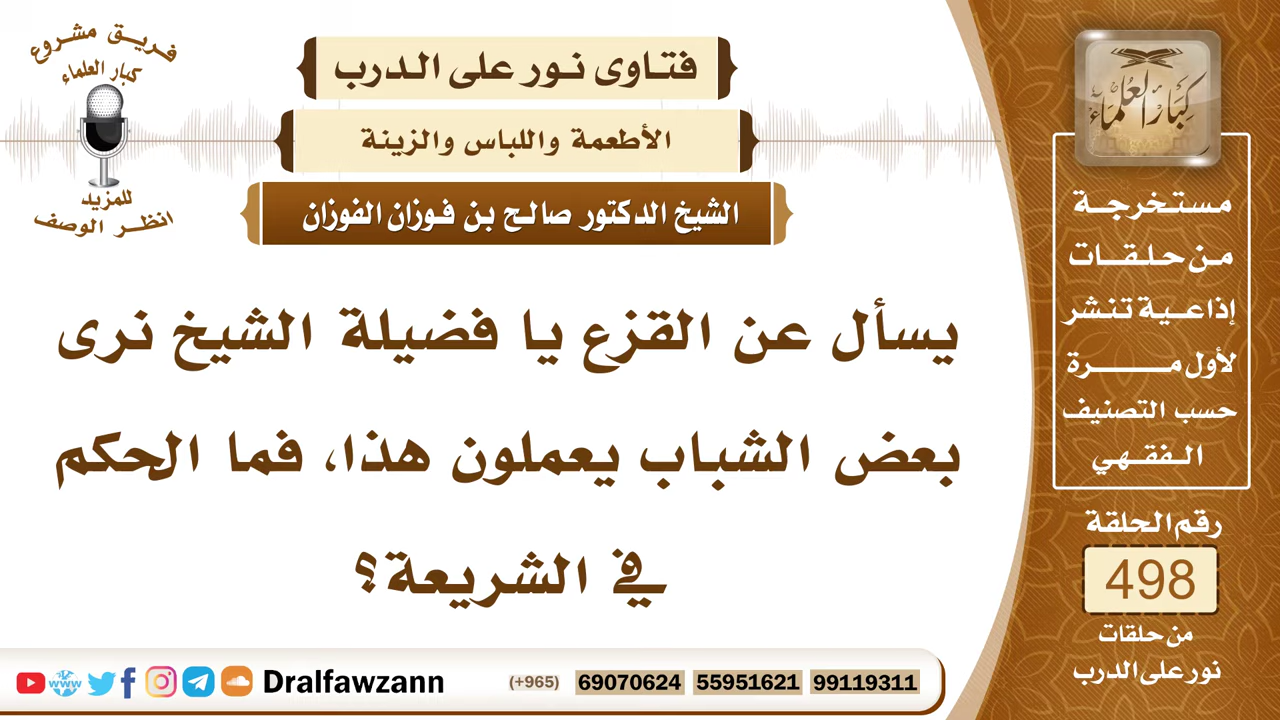 فريق مشروع
كبار العلماء
للمزيد
انظر الوصف
فتاوى نور على الدرب
الأطعمة واللباس والزينة
الشيخ الدكتور صالح بن فوزان الفوزان
يسأل عن القزع يا فضيلة الشيخ نرى
بعض الشباب يعملون هذا، فما الحكم
في الشريعة؟
كبار العلماء
مستخرجة
من حلقات
إذاعية تنشر
لأول مرة
حسب التصنيف
الفقهي
رقم الحلقة
498
من حلقات
نور على الدرب
www Dralfawzann (+965) 69070624 55951621 99119311